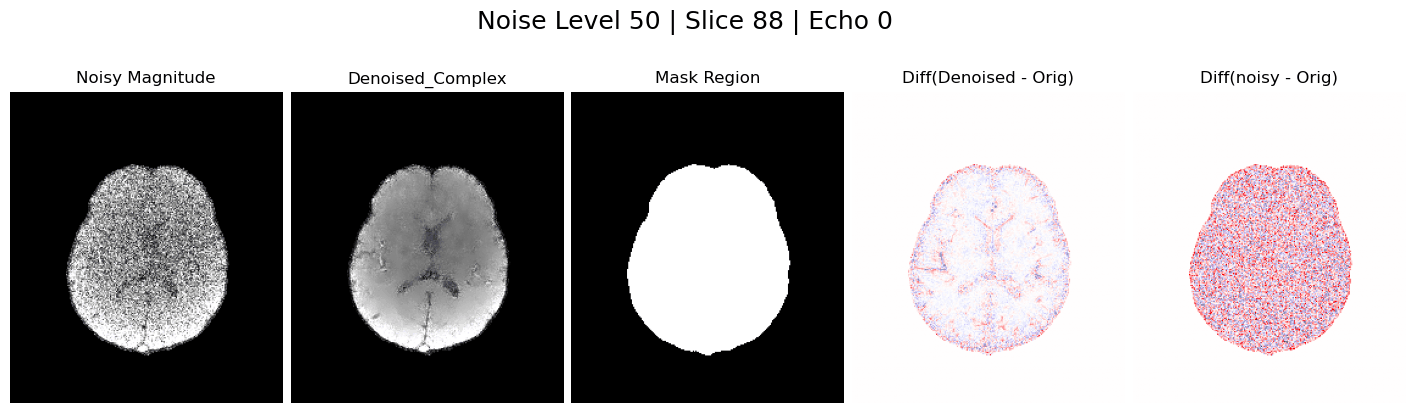 Noise Level 50 | Slice 88 | Echo 0
Noisy Magnitude
Denoised_Complex
Mask Region
Diff(Denoised - Orig)
Diff(noisy - Orig)